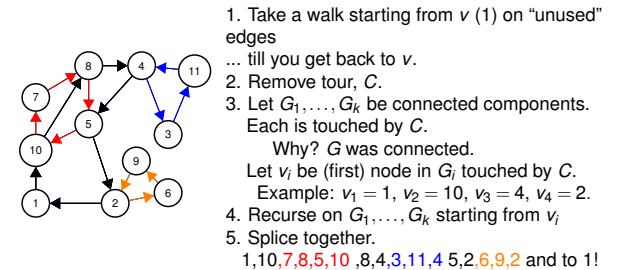 8
4
11
7
5
3
9
10
6
1
2
1. Take a walk starting from v (1) on “unused”
edges
... till you get back to v.
2. Remove tour, C.
3. Let G₁,...,Gₖ be connected components.
Each is touched by C.
Why? G was connected.
Let vᵢ be (first) node in Gᵢ touched by C.
Example: v₁ = 1, v₂ = 10, v₃ = 4, v₄ = 2.
4. Recurse on G₁,...,Gₖ starting from vᵢ
5. Splice together.
1,10,7,8,5,10 ,8,4,3,11,4 5,2,6,9,2 and to 1!